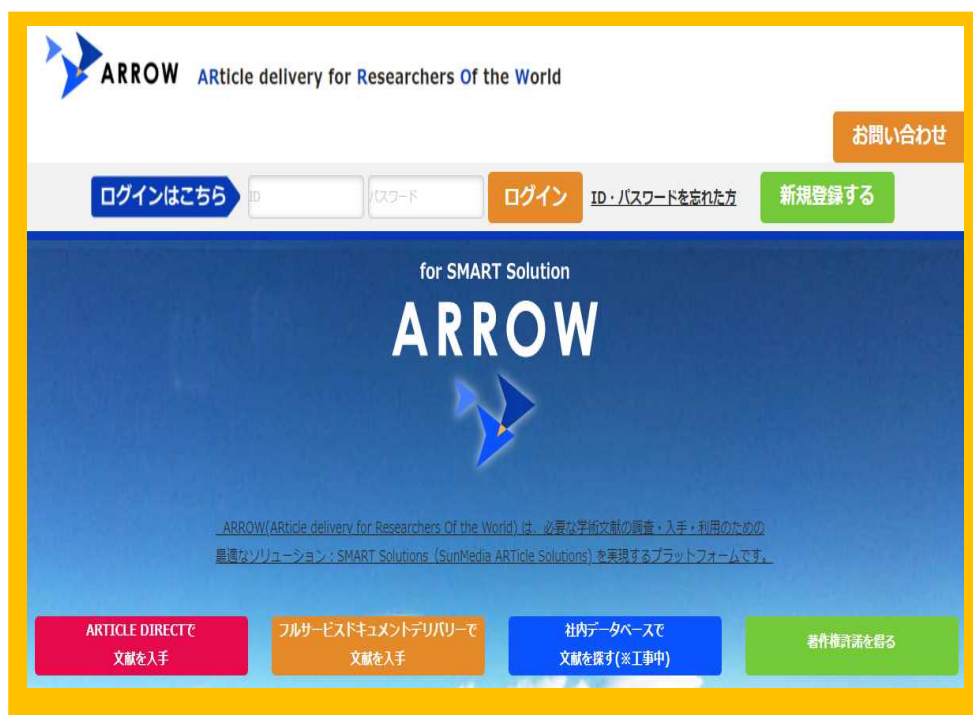 ARROW ARticle delivery for Researchers Of the World
お問い合わせ
ログインはこちら ID パスワード ログイン ID・パスワードを忘れた方 新規登録する
for SMART Solution
ARROW
ARROW(ARticle delivery for Researchers Of the World) は、必要な学術文献の調査・入手・利用のための
最適なソリューション : SMART Solutions (SunMedia ARTicle Solutions) を実現するプラットフォームです。
ARTICLE DIRECTで
文献を入手
フルサービスドキュメントデリバリーで
文献を入手
社内データベースで
文献を探す(※工事中)
著作権許諾を得る